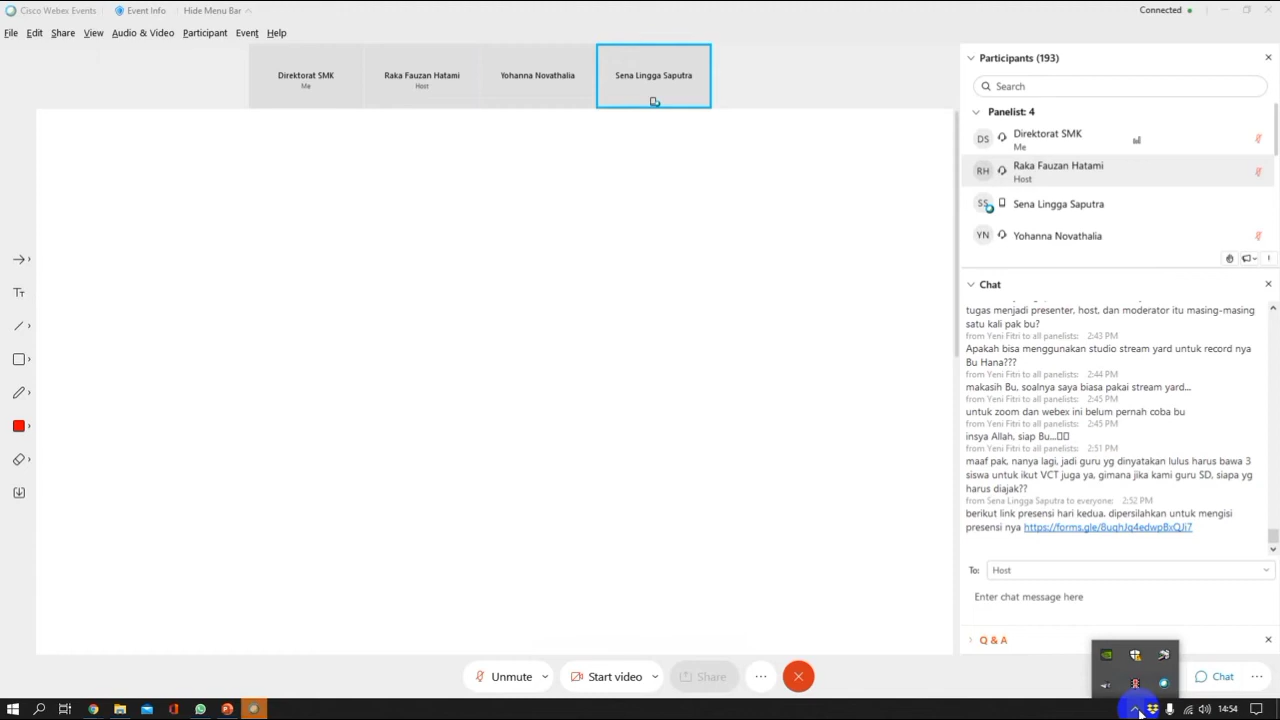 Cisco Webex Events
Event Info
Hide Menu Bar
Connected
File Edit Share View Audio & Video Participant Event Help
Direktorat SMK
Me
Raka Fauzan Hatami
Host
Yohanna Novathalia
Sena Lingga Saputra
Participants (193)
Search
Panelist: 4
DS Direktorat SMK
Me
RH Raka Fauzan Hatami
Host
SS Sena Lingga Saputra
YN Yohanna Novathalia
Chat
tugas menjadi presenter, host, dan moderator itu masing-masing
satu kali pak bu?
from Yeni Fitri to all panelists: 2:43 PM
Apakah bisa menggunakan studio stream yard untuk record nya
Bu Hana???
from Yeni Fitri to all panelists: 2:44 PM
makasih Bu, soalnya saya biasa pakai stream yard...
from Yeni Fitri to all panelists: 2:45 PM
untuk zoom dan webex ini belum pernah coba bu
from Yeni Fitri to all panelists: 2:45 PM
insya Allah, siap Bu...
from Yeni Fitri to all panelists: 2:51 PM
maaf pak, nanya lagi, jadi guru yg dinyatakan lulus harus bawa 3
siswa untuk ikut VCT juga ya, gimana jika kami guru SD, siapa yg
harus diajak??
from Sena Lingga Saputra to everyone: 2:52 PM
berikut link presensi hari kedua. dipersilahkan untuk mengisi
presensi nya https://forms.gle/8uqhJq4edwpBxQJi7
To: Host
Enter chat message here
Q & A
Tт
Unmute
Start video
Share
Chat
14:54